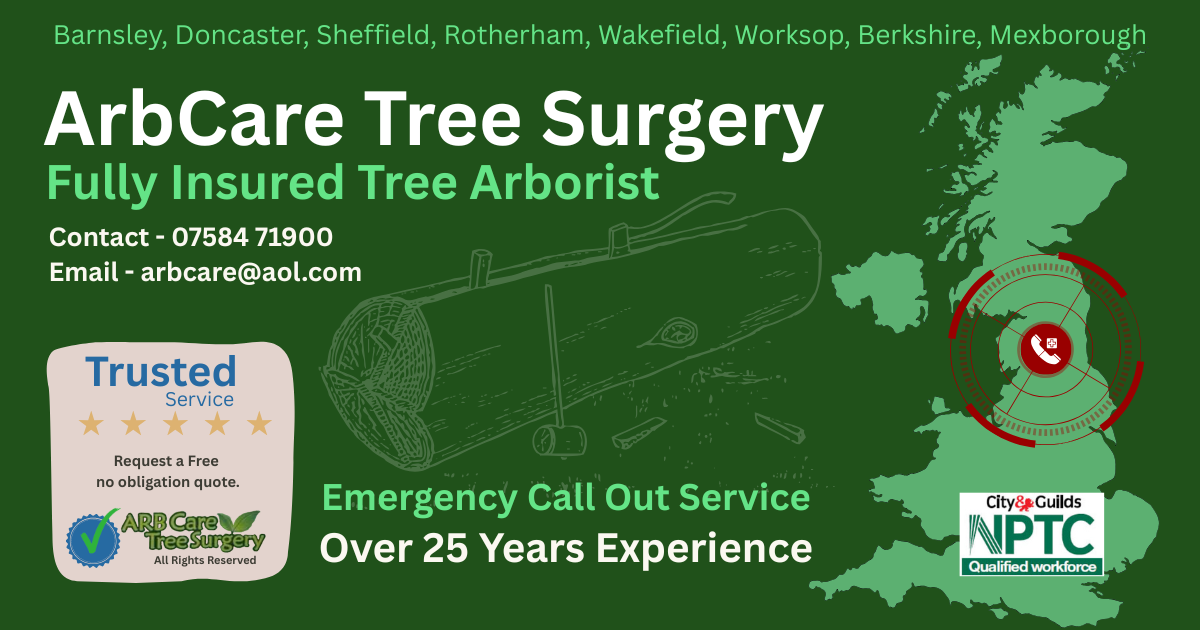 Barnsley, Doncaster, Sheffield, Rotherham, Wakefield, Worksop, Berkshire, Mexborough
ArbCare Tree Surgery
Fully Insured Tree Arborist
Contact - 07584 71900
Email - arbcare@aol.com
Trusted
Service
Request a Free
no obligation quote.
ARB Care
Tree Surgery
All Rights Reserved
Emergency Call Out Service
Over 25 Years Experience
City & Guilds
NPTC
Qualified workforce